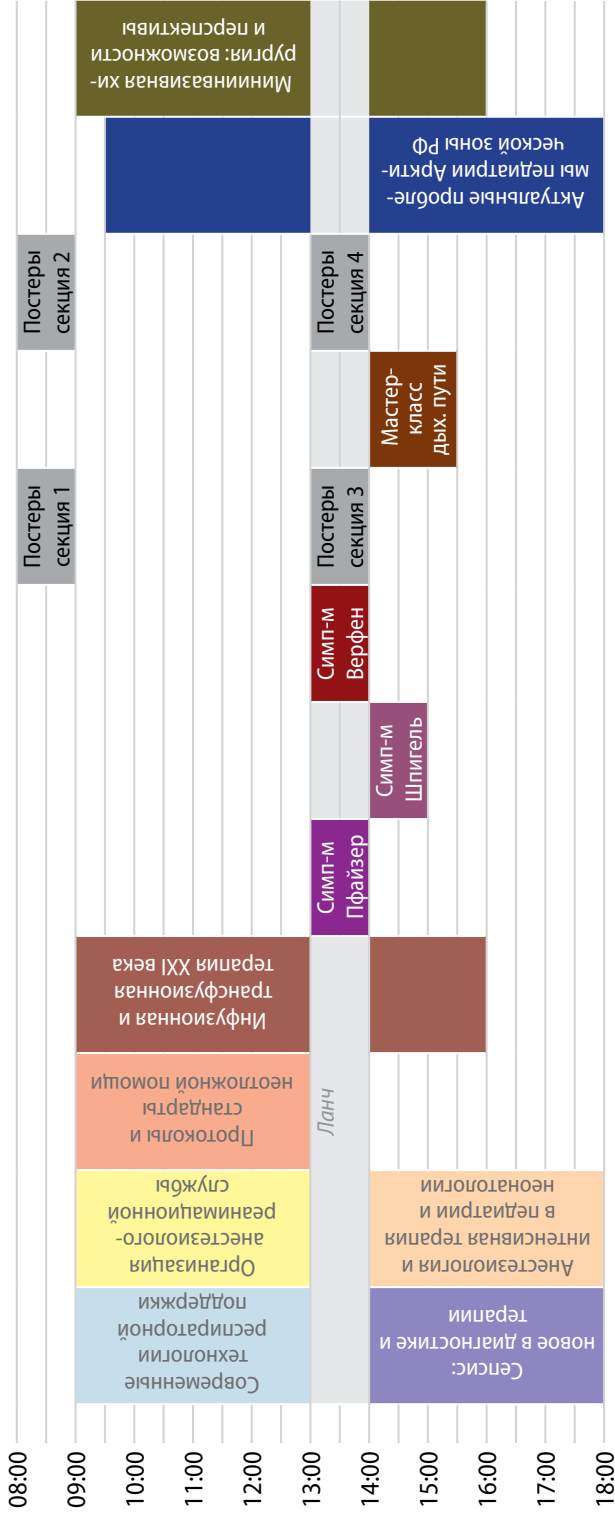 08:00
09:00
10:00
11:00
12:00
13:00
14:00
15:00
16:00
17:00
18:00
Современные
технологии
респираторной
поддержки
Сепсис:
новое в диагностике и
терапии
Организация
анестезиолого-
реанимационной
службы
Анестезиология и
интенсивная терапия
в педиатрии и
неонатологии
Протоколы и
стандарты
неотложной помощи
Ланч
Инфузионная и
трансфузионная
терапия XXI века
Симп-м
Пфайзер
Симп-м
Шпигель
Симп-м
Верфен
Постеры
секция 1
Постеры
секция 3
Мастер-
класс
дых. пути
Постеры
секция 2
Постеры
секция 4
Актуальные пробле-
мы педиатрии Аркти-
ческой зоны РФ
Мининвазивная хи-
рургия: возможности
и перспективы